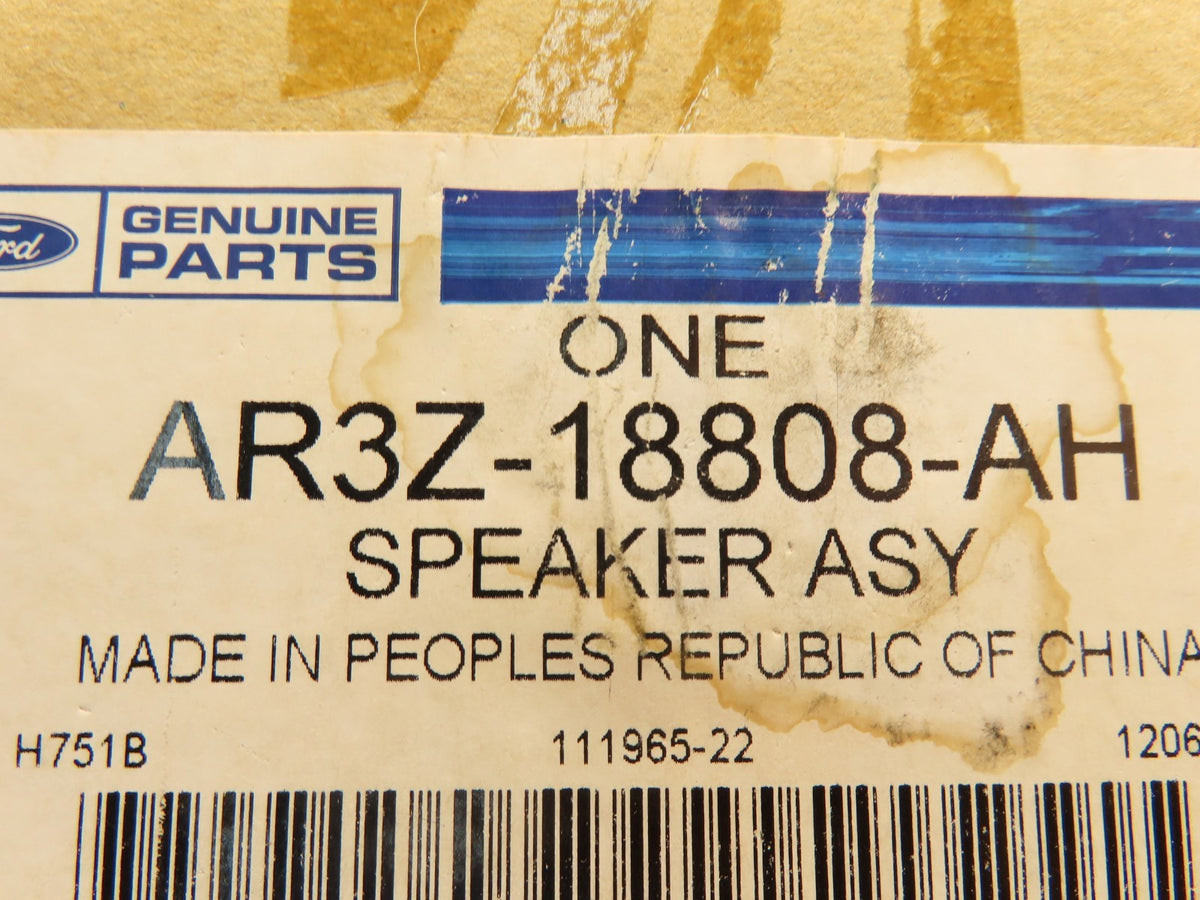 GENUINE
PARTS
ONE
AR3Z-18808-AH
SPEAKER ASY
MADE IN PEOPLES REPUBLIC OF CHINA
H751B 111965-22 1206